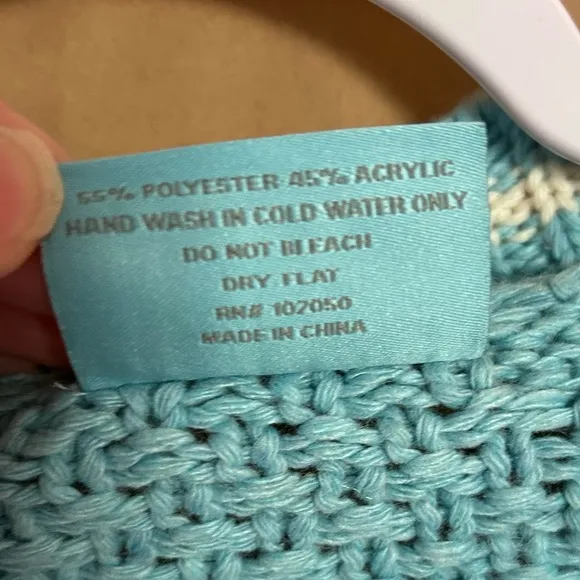 55% POLYESTER 45% ACRYLIC
HAND WASH IN COLD WATER ONLY
DO NOT BLEACH
DRY FLAT
RN# 102050
MADE IN CHINA